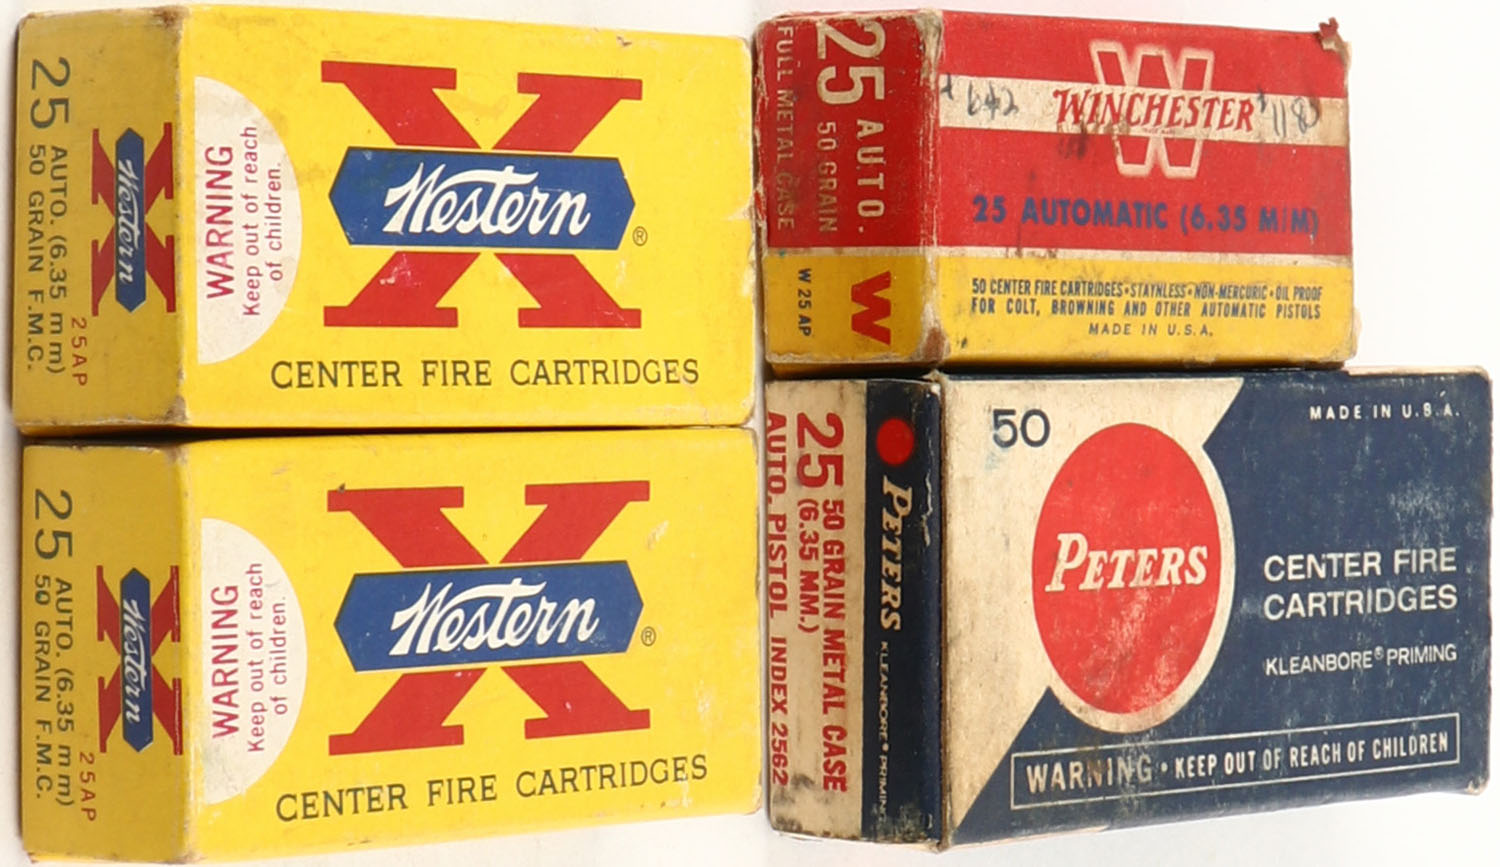 25 AUTO. (6.35 mm)
50 GRAIN F.M.C.
25AP
Western
WARNING
Keep out of reach
of children.
Western ®
CENTER FIRE CARTRIDGES
25 AUTO. (6.35 mm)
50 GRAIN F.M.C.
25AP
Western
WARNING
Keep out of reach
of children.
Western ®
CENTER FIRE CARTRIDGES
25 AUTO.
50 GRAIN
FULL METAL CASE
W
W 25 AP
W
WINCHESTER
642
25 AUTOMATIC (6.35 M/M)
50 CENTER FIRE CARTRIDGES•STAYNLESS•NON-MERCURIC•OIL PROOF
FOR COLT, BROWNING AND OTHER AUTOMATIC PISTOLS
MADE IN U.S.A.
PETERS
KLEANBORE® PRIMING
25 50 GRAIN METAL CASE
(6.35 MM.)
AUTO. PISTOL INDEX 2562
50
MADE IN U.S.A.
PETERS
CENTER FIRE
CARTRIDGES
KLEANBORE® PRIMING
WARNING • KEEP OUT OF REACH OF CHILDREN